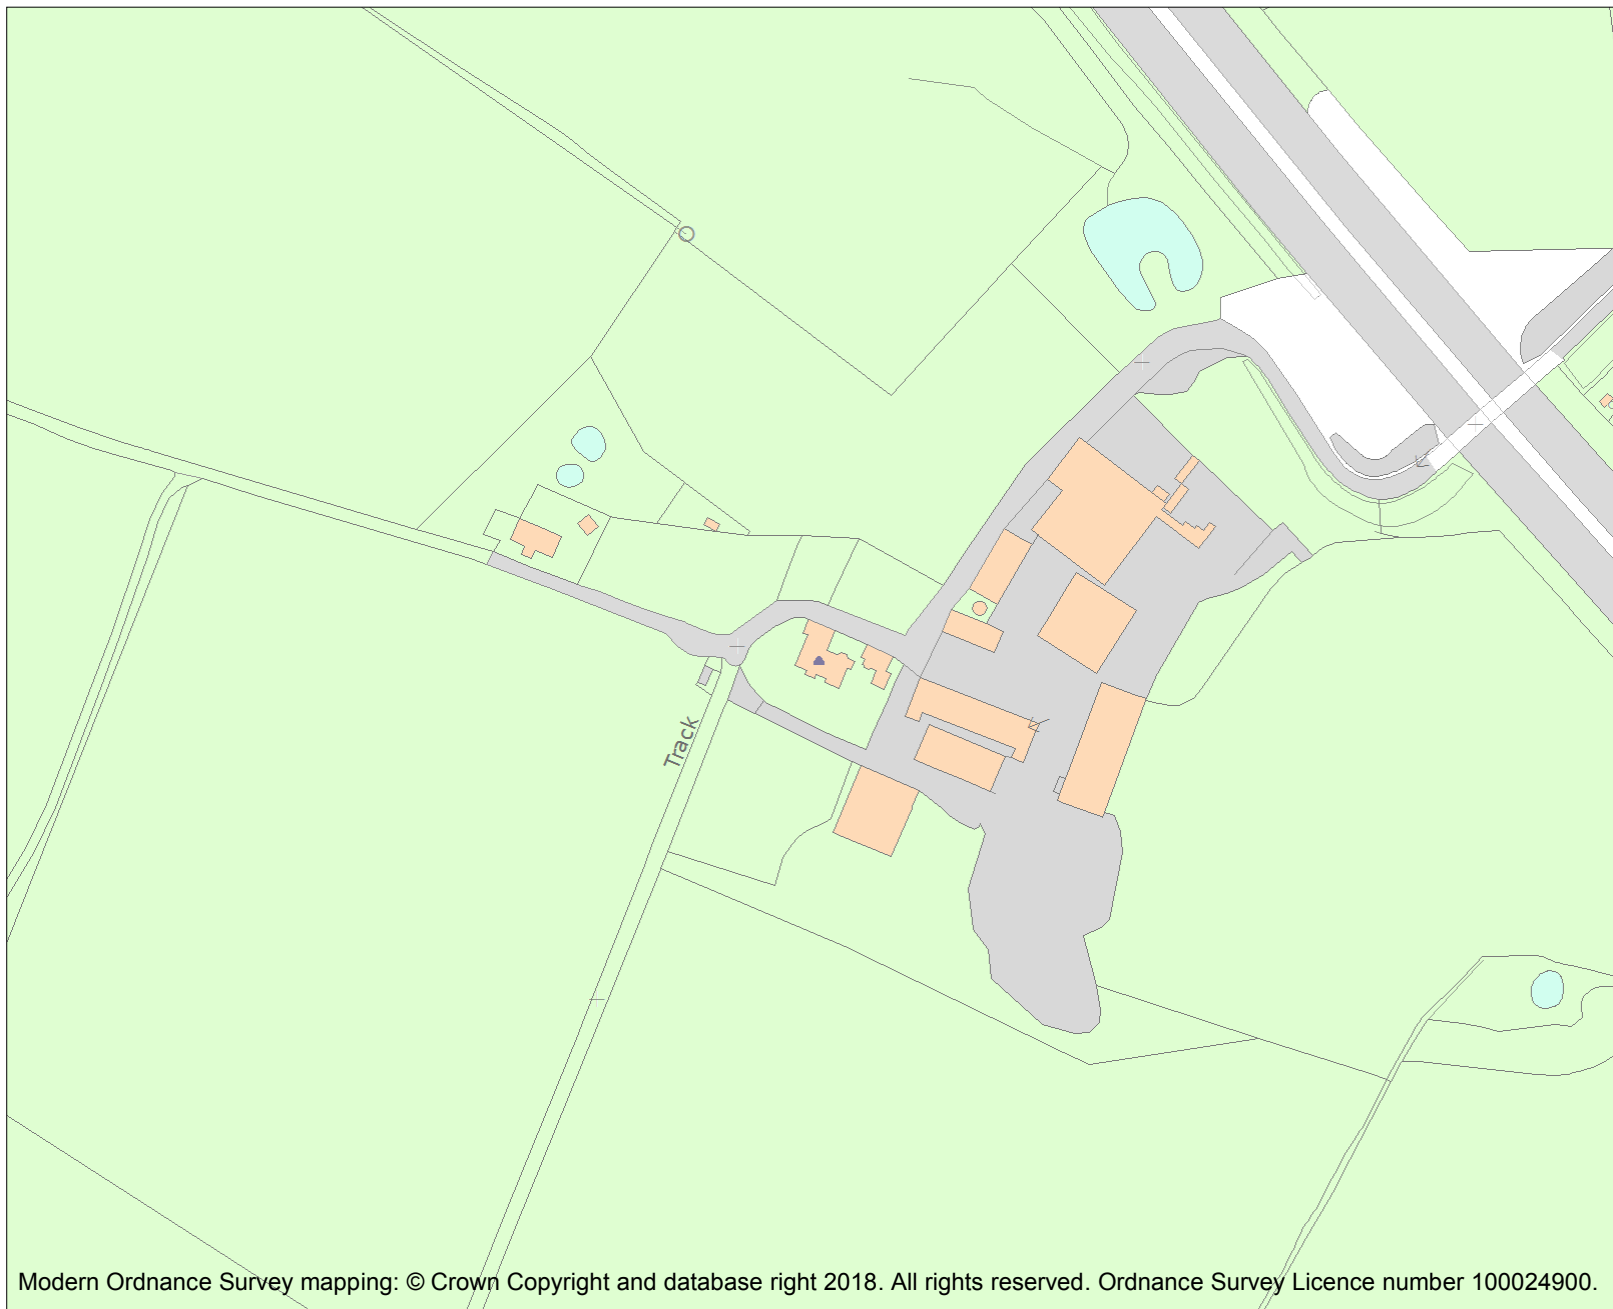 Track
Modern Ordnance Survey mapping: © Crown Copyright and database right 2018. All rights reserved. Ordnance Survey Licence number 100024900.